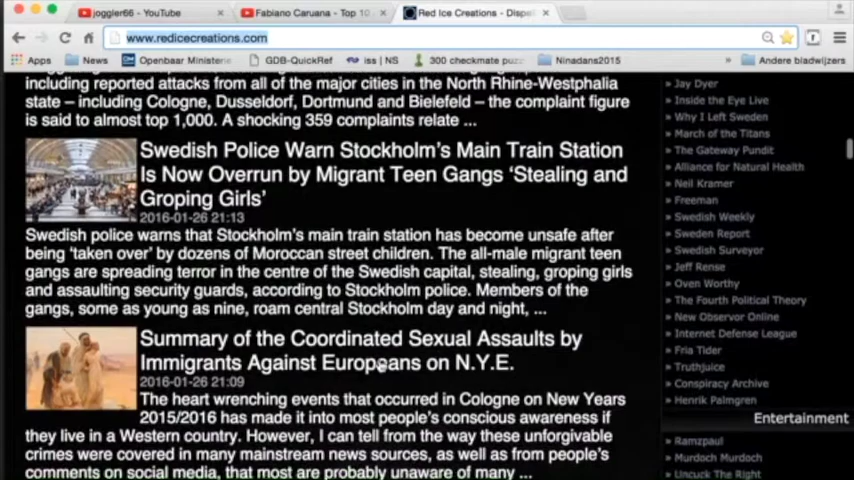 joggler66 - YouTube
Fabiano Caruana - Top 10
Red Ice Creations - Dispel
www.redicecreations.com
Apps
News
Openbaar Ministerie
GDB-QuickRef
iss | NS
300 checkmate puzz
Ninadans2015
Andere bladwijzers
including reported attacks from all of the major cities in the North Rhine-Westphalia
state – including Cologne, Dusseldorf, Dortmund and Bielefeld – the complaint figure
is said to almost top 1,000. A shocking 359 complaints relate ...
Swedish Police Warn Stockholm's Main Train Station
Is Now Overrun by Migrant Teen Gangs 'Stealing and
Groping Girls'
2016-01-26 21:13
Swedish police warns that Stockholm's main train station has become unsafe after
being 'taken over' by dozens of Moroccan street children. The all-male migrant teen
gangs are spreading terror in the centre of the Swedish capital, stealing, groping girls
and assaulting security guards, according to Stockholm police. Members of the
gangs, some as young as nine, roam central Stockholm day and night, ...
Summary of the Coordinated Sexual Assaults by
Immigrants Against Europeans on N.Y.E.
2016-01-26 21:09
The heart wrenching events that occurred in Cologne on New Years
2015/2016 has made it into most people's conscious awareness if
they live in a Western country. However, I can tell from the way these unforgivable
crimes were covered in many mainstream news sources, as well as from people's
comments on social media, that most are probably unaware of many ...
» Jay Dyer
» Inside the Eye Live
» Why I Left Sweden
» March of the Titans
» The Gateway Pundit
» Alliance for Natural Health
» Neil Kramer
» Freeman
» Swedish Weekly
» Sweden Report
» Swedish Surveyor
» Jeff Rense
» Oven Worthy
» The Fourth Political Theory
» New Observer Online
» Internet Defense League
» Fria Tider
» Truthjuice
» Conspiracy Archive
» Henrik Palmgren
Entertainment
» Ramzpaul
» Murdoch Murdoch
» Uncuck The Right